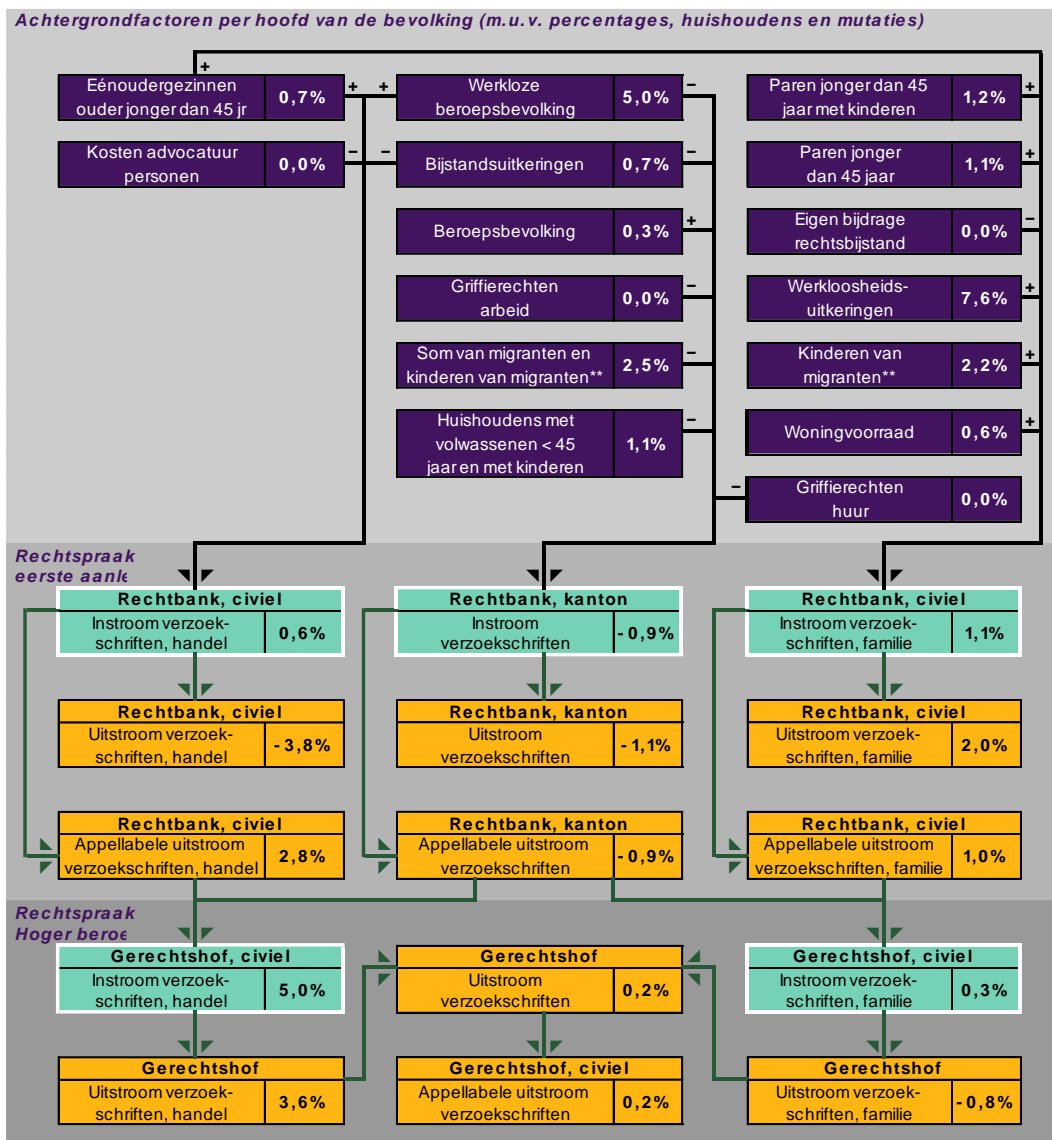 Achtergrondfactoren per hoofd van de bevolking (m.u.v. percentages, huishoudens en mutaties)
+
Eénoudergezinnen
ouder jonger dan 45 jr
0,7%
+
+
Werkloze
beroepsbevolking
5,0%
–
Paren jonger dan 45
jaar met kinderen
1,2%
+
Kosten advocatuur
personen
0,0%
–
–
Bijstandsuitkeringen
0,7%
–
Paren jonger
dan 45 jaar
1,1%
+
Beroepsbevolking
0,3%
+
Eigen bijdrage
rechtsbijstand
0,0%
–
Griffierechten
arbeid
0,0%
–
Werkloosheids-
uitkeringen
7,6%
+
Som van migranten en
kinderen van migranten**
2,5%
–
Kinderen van
migranten**
2,2%
+
Huishoudens met
volwassenen < 45
jaar en met kinderen
1,1%
–
Woningvoorraad
0,6%
+
–
Griffierechten
huur
0,0%
Rechtspraak
eerste aanle
Rechtbank, civiel
Instroom verzoek-
schriften, handel
0,6%
Rechtbank, kanton
Instroom
verzoekschriften
-0,9%
Rechtbank, civiel
Instroom verzoek-
schriften, familie
1,1%
Rechtbank, civiel
Uitstroom verzoek-
schriften, handel
-3,8%
Rechtbank, kanton
Uitstroom
verzoekschriften
-1,1%
Rechtbank, civiel
Uitstroom verzoek-
schriften, familie
2,0%
Rechtbank, civiel
Appellabele uitstroom
verzoekschriften, handel
2,8%
Rechtbank, kanton
Appellabele uitstroom
verzoekschriften
-0,9%
Rechtbank, civiel
Appellabele uitstroom
verzoekschriften, familie
1,0%
Rechtspraak
Hoger beroe
Gerechtshof, civiel
Instroom verzoek-
schriften, handel
5,0%
Gerechtshof
Uitstroom
verzoekschriften
0,2%
Gerechtshof, civiel
Instroom verzoek-
schriften, familie
0,3%
Gerechtshof
Uitstroom verzoek-
schriften, handel
3,6%
Gerechtshof, civiel
Appellabele uitstroom
verzoekschriften
0,2%
Gerechtshof
Uitstroom verzoek-
schriften, familie
-0,8%